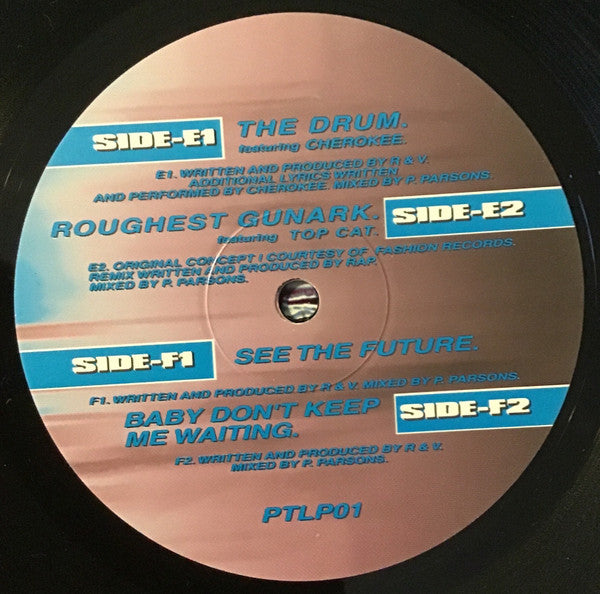 SIDE-E1
THE DRUM.
featuring CHEROKEE.
E1. WRITTEN AND PRODUCED BY R & V.
ADDITIONAL LYRICS WRITTEN
AND PERFORMED BY CHEROKEE. MIXED BY P. PARSONS.
ROUGHEST GUNARK.
SIDE-E2
featuring TOP CAT.
E2. ORIGINAL CONCEPT / COURTESY OF FASHION RECORDS.
REMIX WRITTEN AND PRODUCED BY RAP.
MIXED BY P. PARSONS.
SIDE-F1
SEE THE FUTURE.
F1. WRITTEN AND PRODUCED BY R & V. MIXED BY P. PARSONS.
BABY DON'T KEEP
ME WAITING.
SIDE-F2
F2. WRITTEN AND PRODUCED BY R & V.
MIXED BY P. PARSONS.
PTLP01